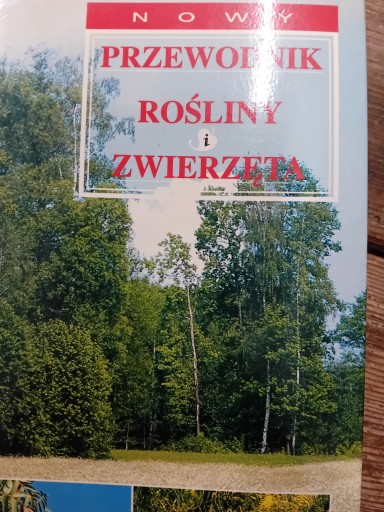 NOWY
PRZEWODNIK
ROŚLINY
i
ZWIERZĘTA